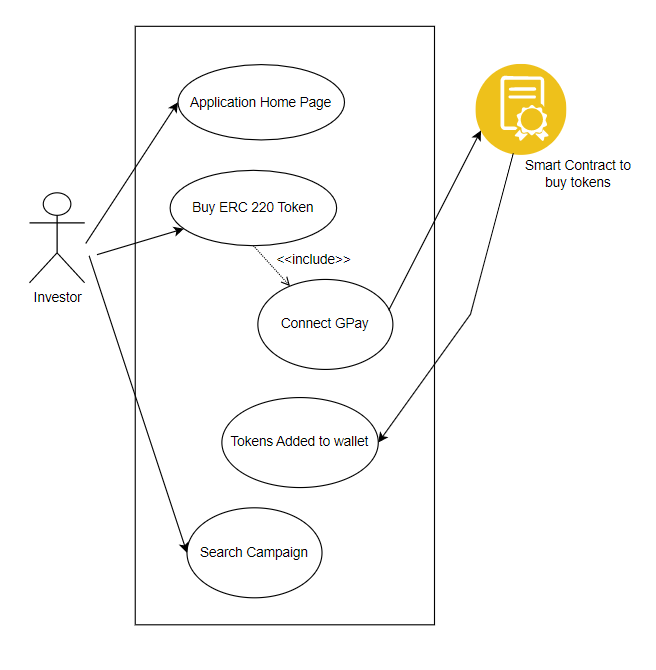 Application Home Page
Smart Contract to
buy tokens
Buy ERC 220 Token
<<include>>
Investor
Connect GPay
Tokens Added to wallet
Search Campaign